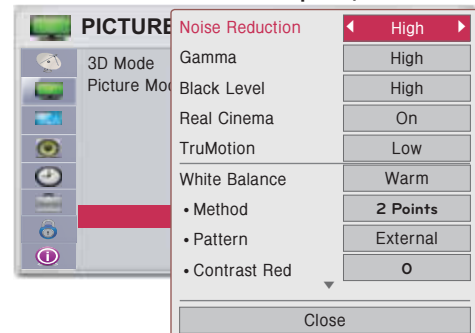 PICTURE
3D Mode
Picture Mo
Noise Reduction High
Gamma High
Black Level High
Real Cinema On
TruMotion Low
White Balance Warm
• Method 2 Points
• Pattern External
• Contrast Red 0
Close